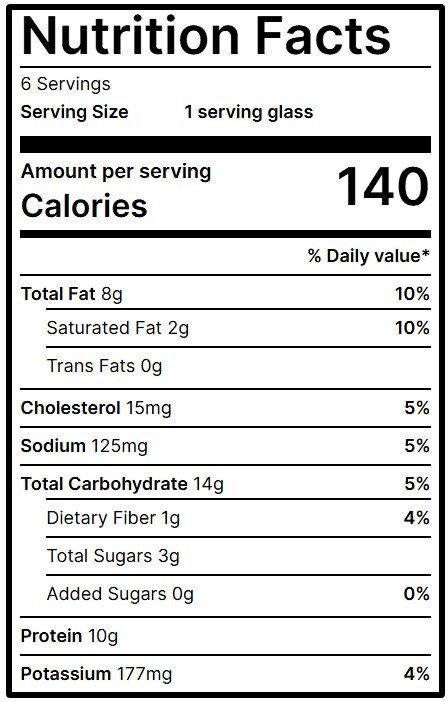 Nutrition Facts
6 Servings
Serving Size 1 serving glass
Amount per serving
Calories 140
% Daily value*
Total Fat 8g 10%
Saturated Fat 2g 10%
Trans Fats 0g
Cholesterol 15mg 5%
Sodium 125mg 5%
Total Carbohydrate 14g 5%
Dietary Fiber 1g 4%
Total Sugars 3g
Added Sugars 0g 0%
Protein 10g
Potassium 177mg 4%